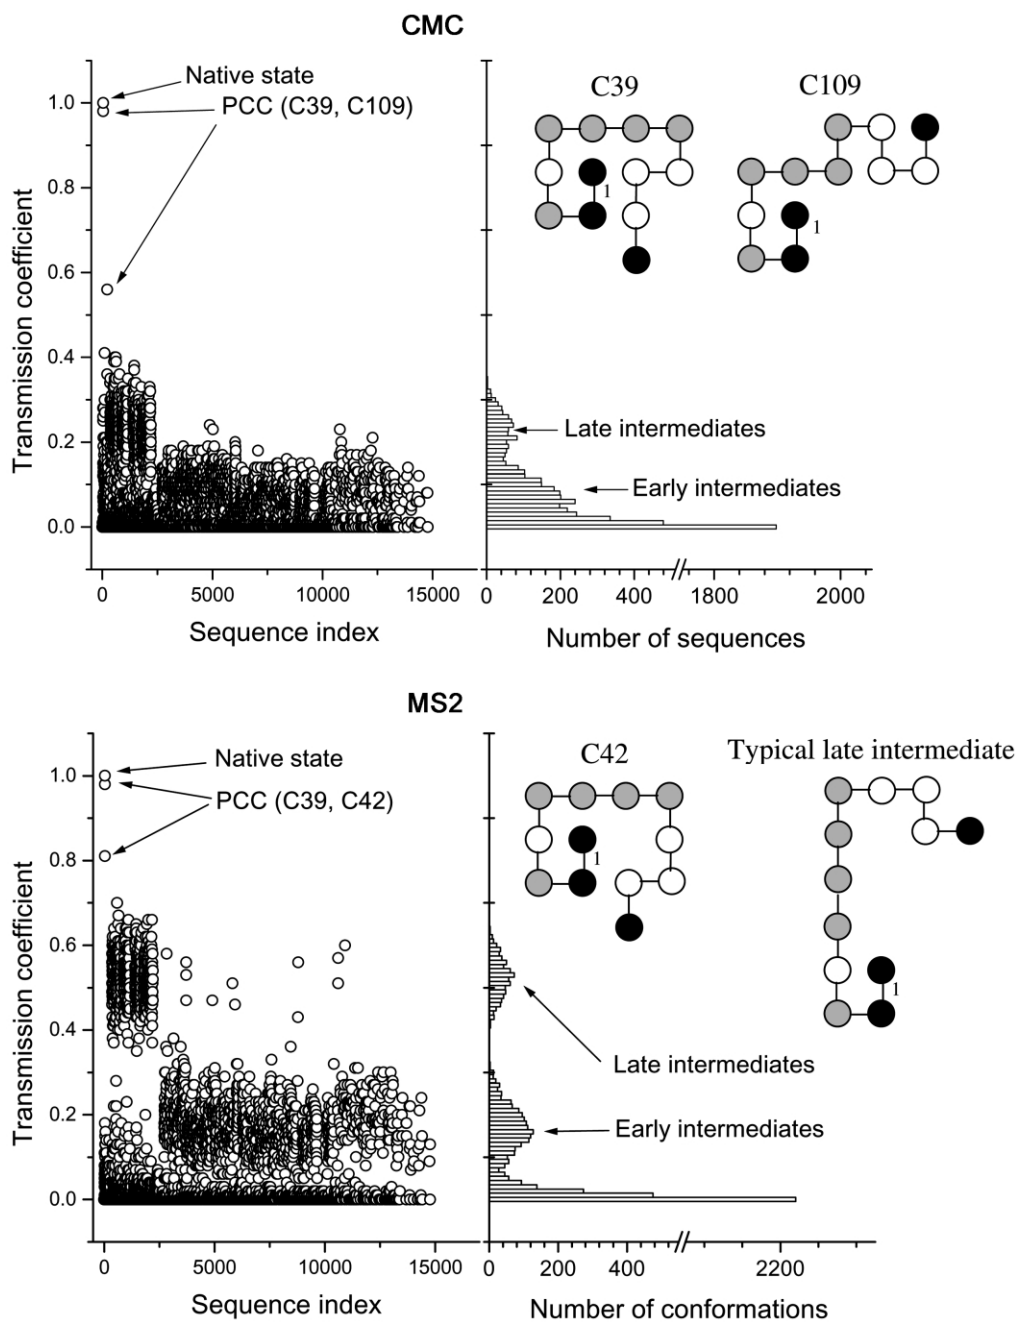 CMC
Native state
PCC (C39, C109)
C39
C109
1.0
0.8
0.6
0.4
0.2
0.0
Transmission coefficient
1
1
Late intermediates
Early intermediates
0 5000 10000 15000
Sequence index
0 200 400 1800 2000
Number of sequences
MS2
Native state
PCC (C39, C42)
C42
Typical late intermediate
1.0
0.8
0.6
0.4
0.2
0.0
Transmission coefficient
1
1
Late intermediates
Early intermediates
0 5000 10000 15000
Sequence index
0 200 400 2200
Number of conformations